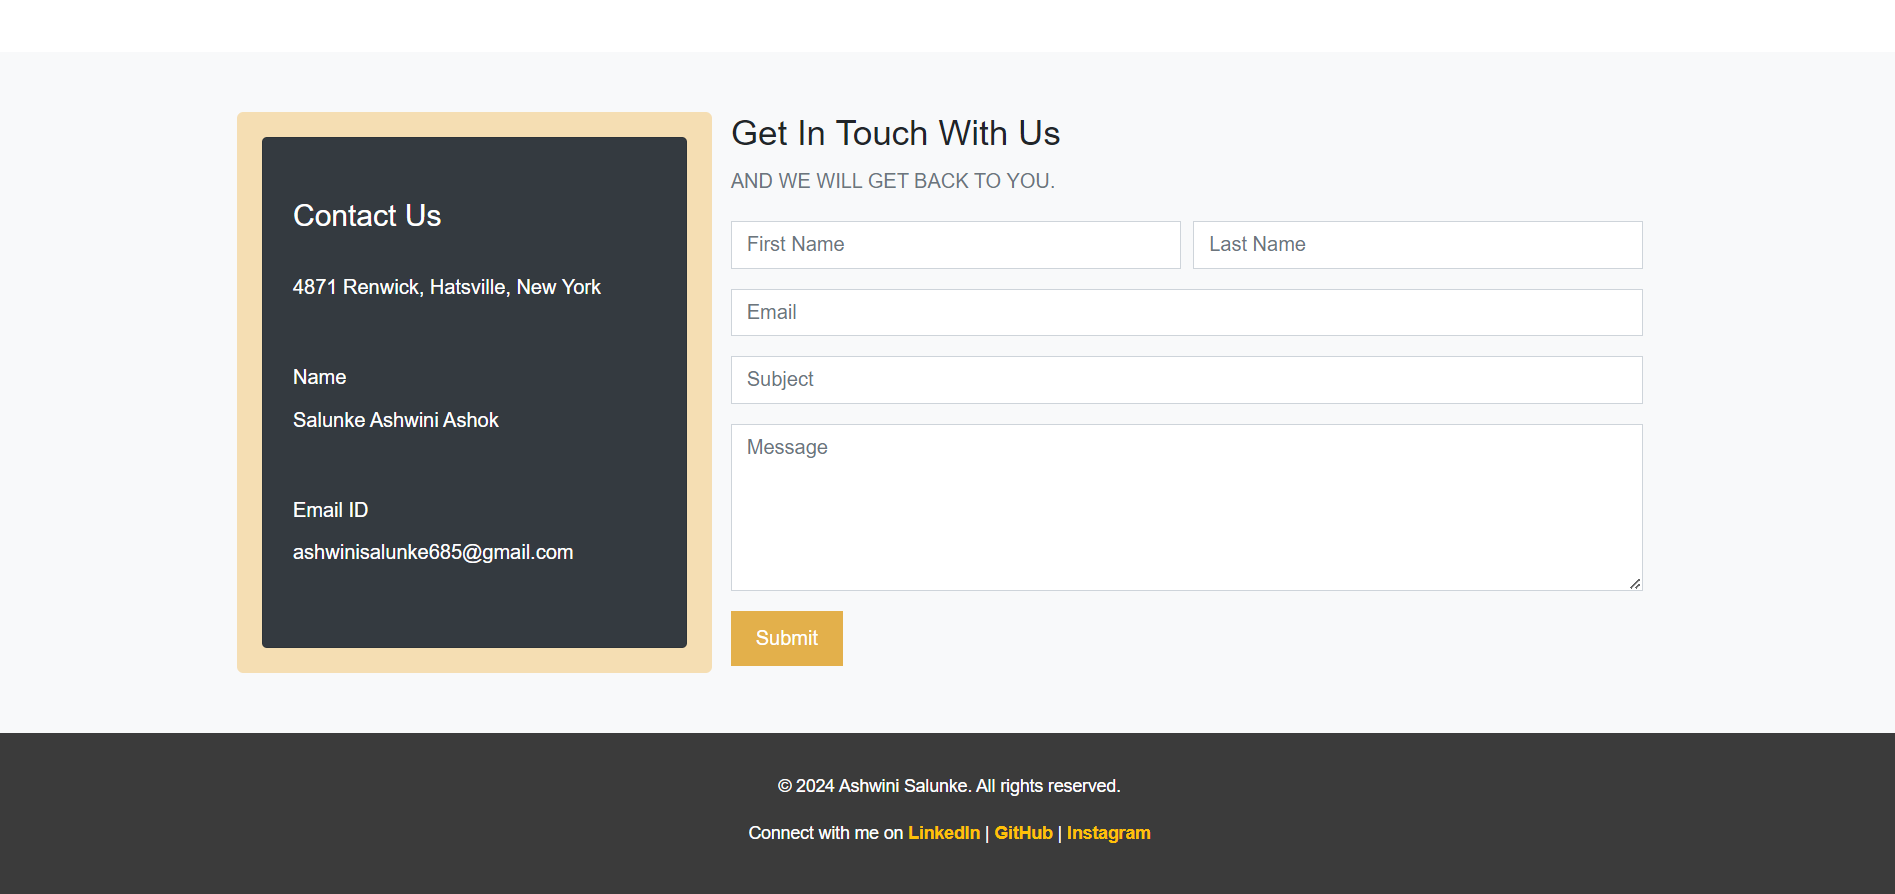 Contact Us
4871 Renwick, Hatsville, New York
Name
Salunke Ashwini Ashok
Email ID
ashwinisalunke685@gmail.com
Get In Touch With Us
AND WE WILL GET BACK TO YOU.
First Name
Last Name
Email
Subject
Message
Submit
© 2024 Ashwini Salunke. All rights reserved.
Connect with me on LinkedIn | GitHub | Instagram